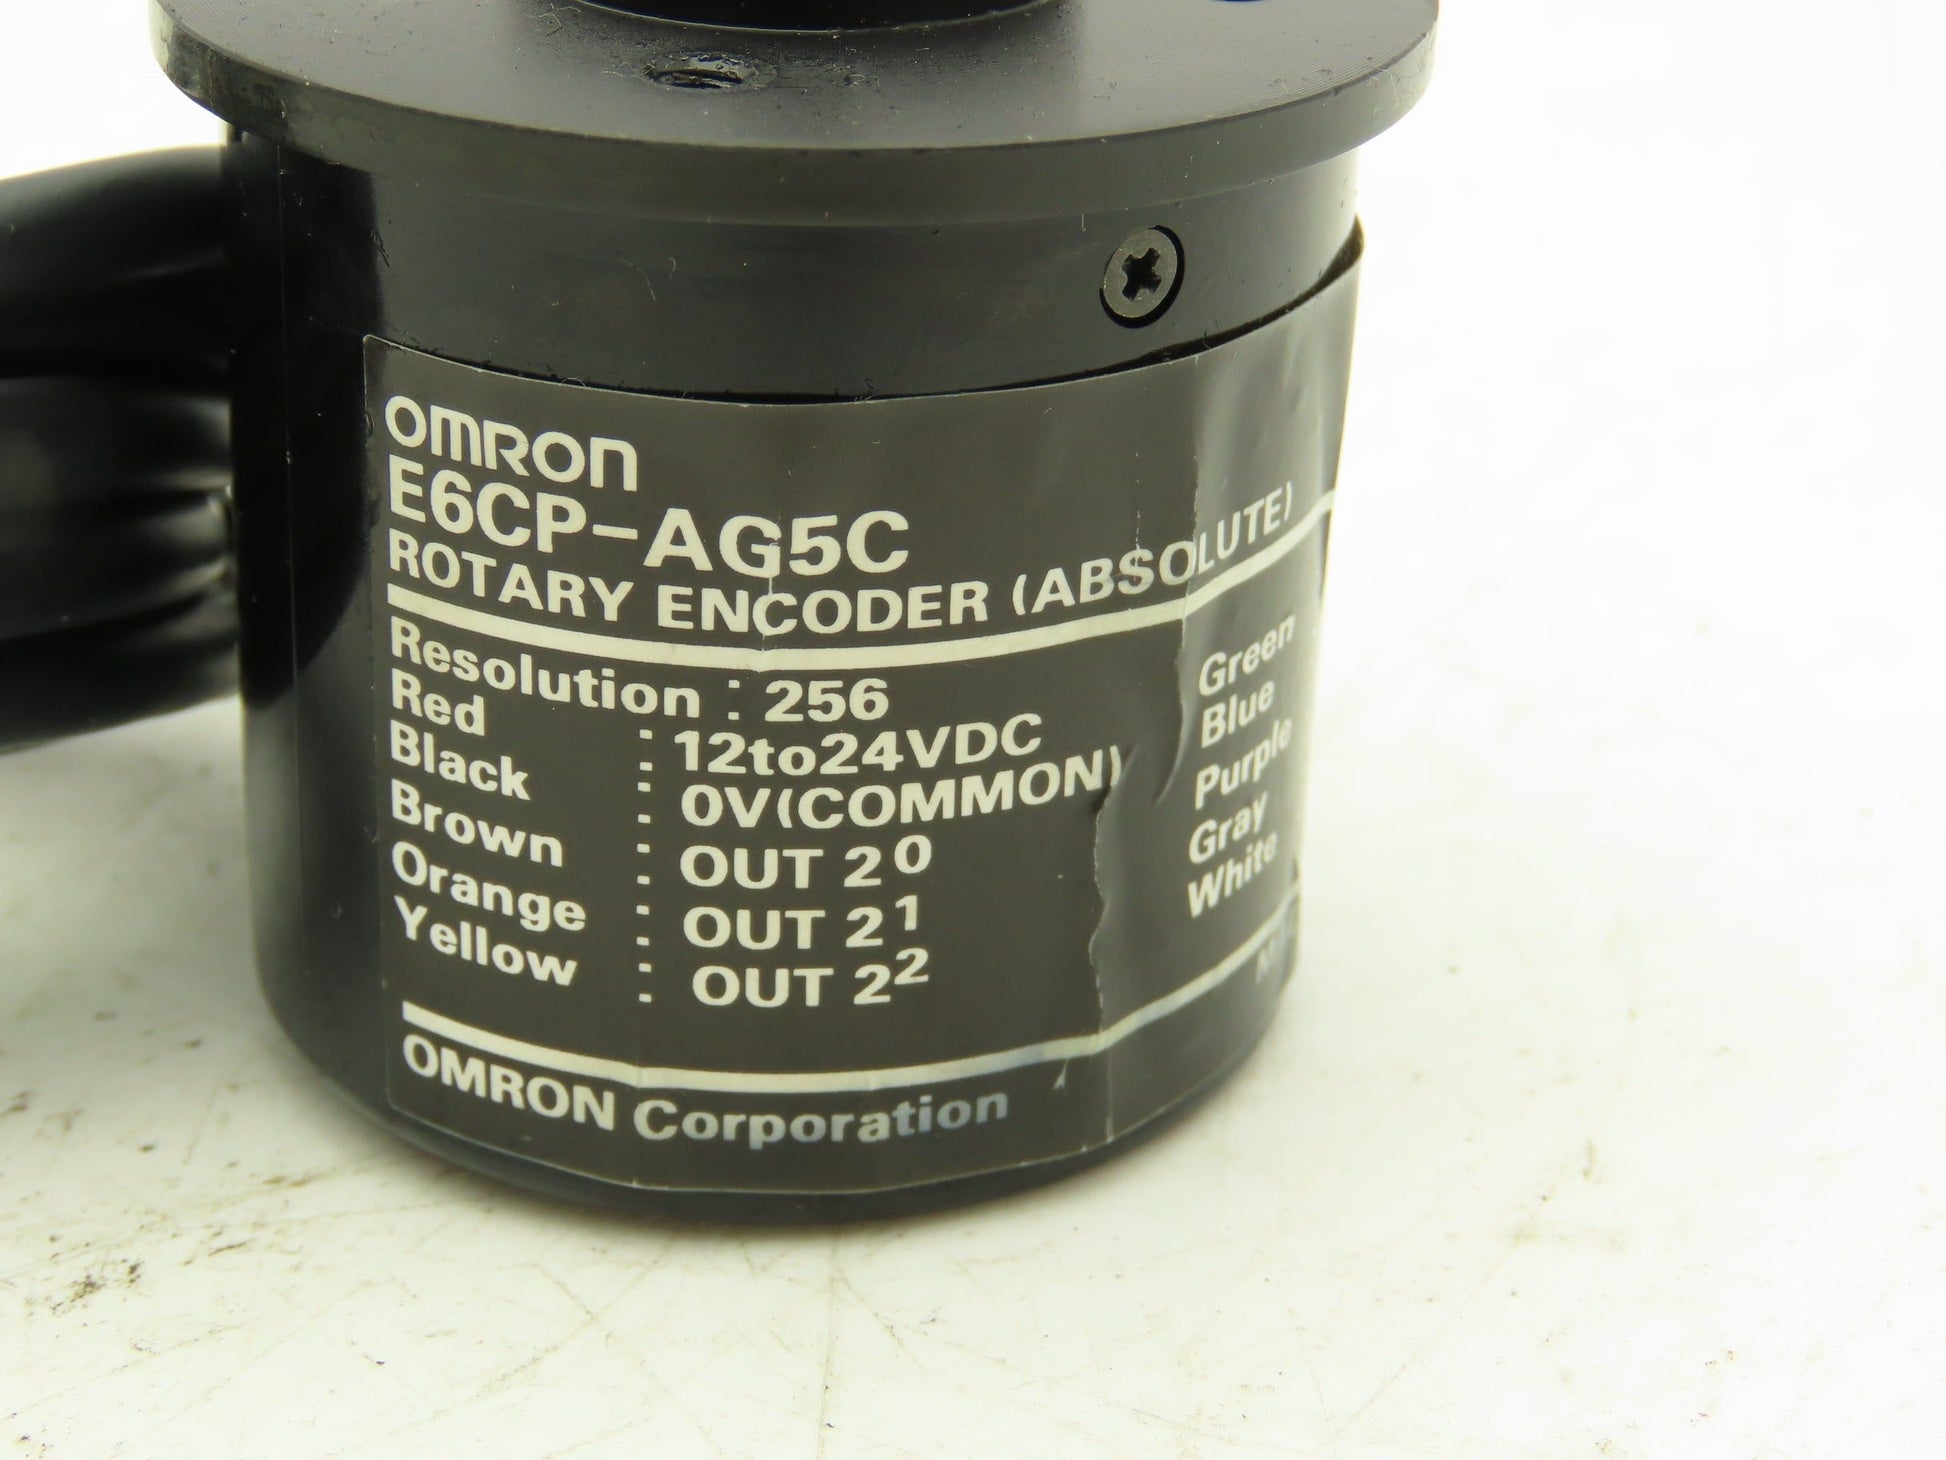 omron
E6CP-AG5C
ROTARY ENCODER (ABSOLUTE)
Resolution : 256
Red : 12to24VDC
Black : 0V(COMMON)
Brown : OUT 2⁰
Orange : OUT 2¹
Yellow : OUT 2²
Green
Blue
Purple
Gray
White
OMRON Corporation